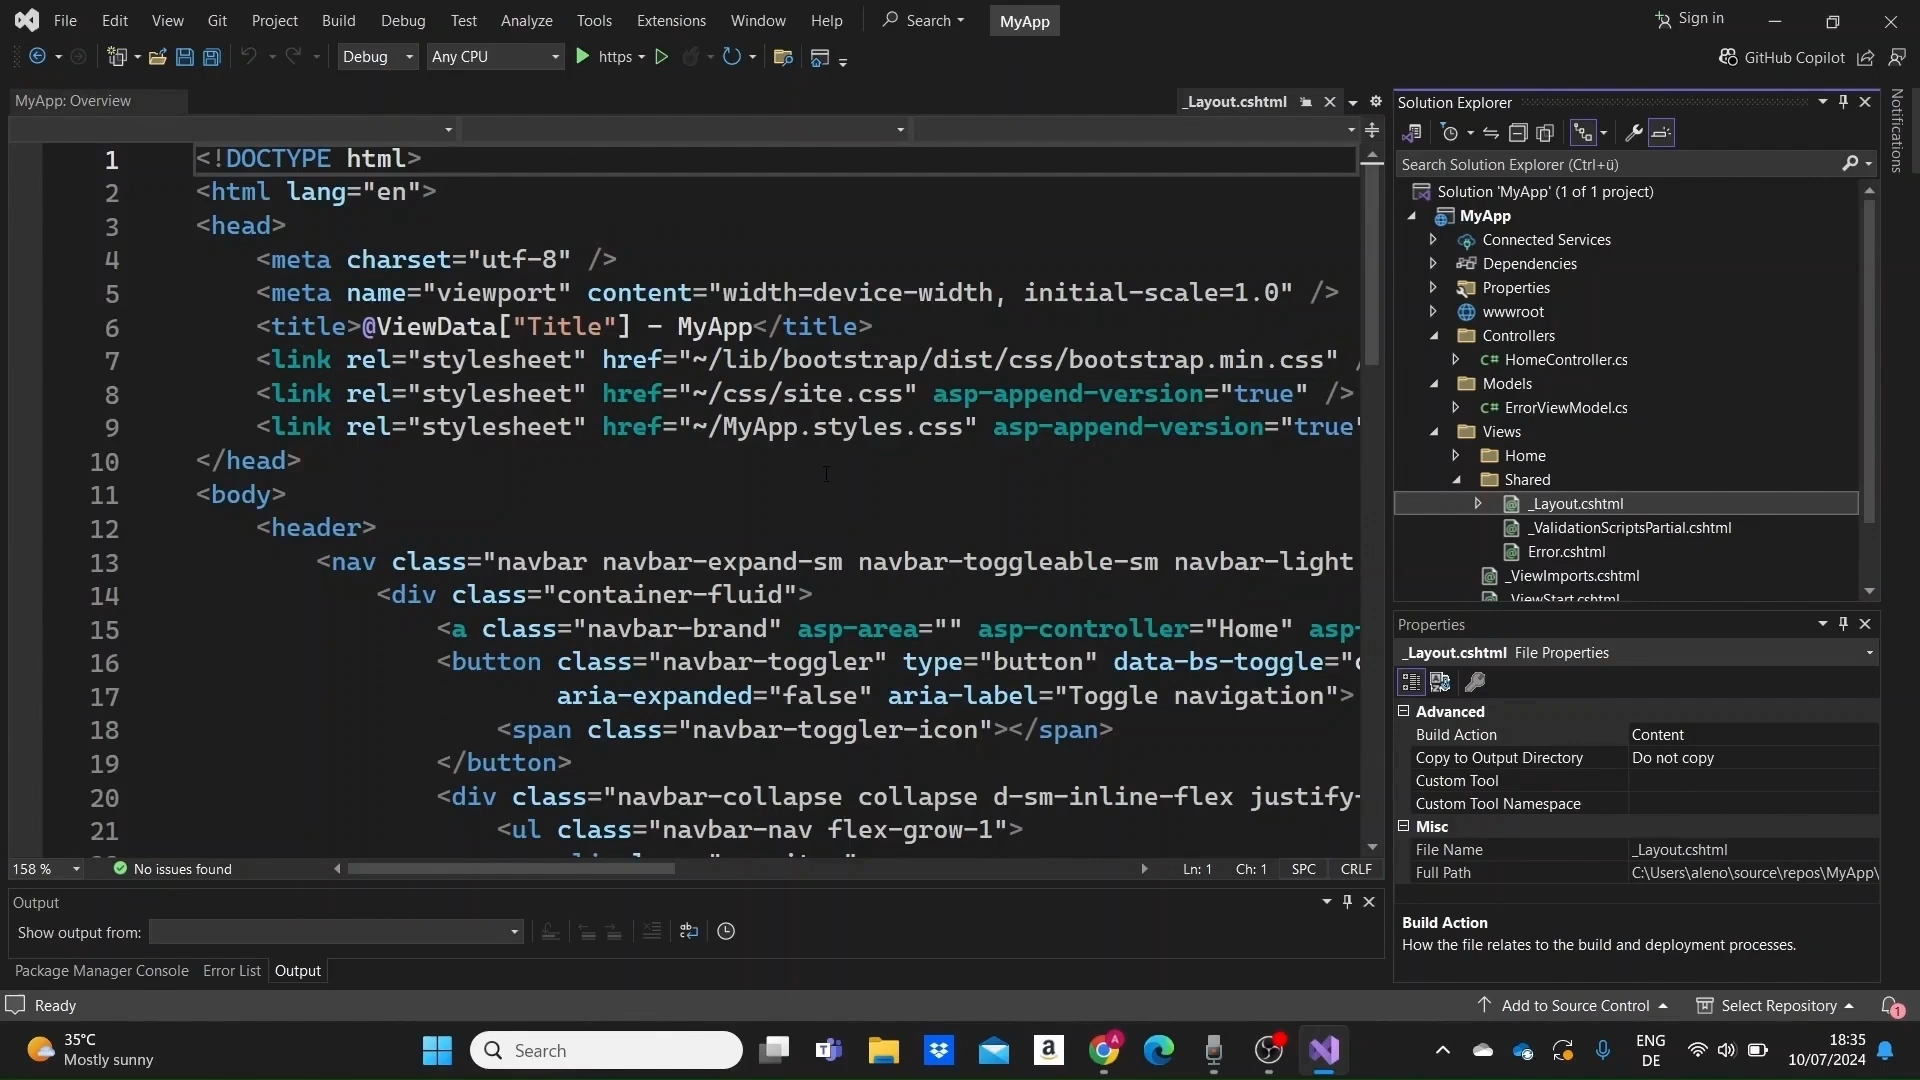 File Edit View Git Project Build Debug Test Analyze Tools Extensions Window Help Search MyApp Sign in
Debug Any CPU https GitHub Copilot
MyApp: Overview _Layout.cshtml
1 <!DOCTYPE html>
2 <html lang="en">
3 <head>
4 <meta charset="utf-8" />
5 <meta name="viewport" content="width=device-width, initial-scale=1.0" />
6 <title>@ViewData["Title"] - MyApp</title>
7 <link rel="stylesheet" href="~/lib/bootstrap/dist/css/bootstrap.min.css" /
8 <link rel="stylesheet" href="~/css/site.css" asp-append-version="true" />
9 <link rel="stylesheet" href="~/MyApp.styles.css" asp-append-version="true"
10 </head>
11 <body>
12 <header>
13 <nav class="navbar navbar-expand-sm navbar-toggleable-sm navbar-light
14 <div class="container-fluid">
15 <a class="navbar-brand" asp-area="" asp-controller="Home" asp-
16 <button class="navbar-toggler" type="button" data-bs-toggle="c
17 aria-expanded="false" aria-label="Toggle navigation">
18 <span class="navbar-toggler-icon"></span>
19 </button>
20 <div class="navbar-collapse collapse d-sm-inline-flex justify-
21 <ul class="navbar-nav flex-grow-1">
158 % No issues found Ln: 1 Ch: 1 SPC CRLF
Output
Show output from:
Package Manager Console Error List Output
Solution Explorer
Search Solution Explorer (Ctrl+ü)
Solution 'MyApp' (1 of 1 project)
MyApp
Connected Services
Dependencies
Properties
wwwroot
Controllers
C# HomeController.cs
Models
C# ErrorViewModel.cs
Views
Home
Shared
_Layout.cshtml
_ValidationScriptsPartial.cshtml
Error.cshtml
_ViewImports.cshtml
_ViewStart.cshtml
Properties
_Layout.cshtml File Properties
Advanced
Build Action Content
Copy to Output Directory Do not copy
Custom Tool
Custom Tool Namespace
Misc
File Name _Layout.cshtml
Full Path C:\Users\aleno\source\repos\MyApp\
Build Action
How the file relates to the build and deployment processes.
Notifications
Ready Add to Source Control Select Repository 1
35°C
Mostly sunny
Search
ENG
DE
18:35
10/07/2024